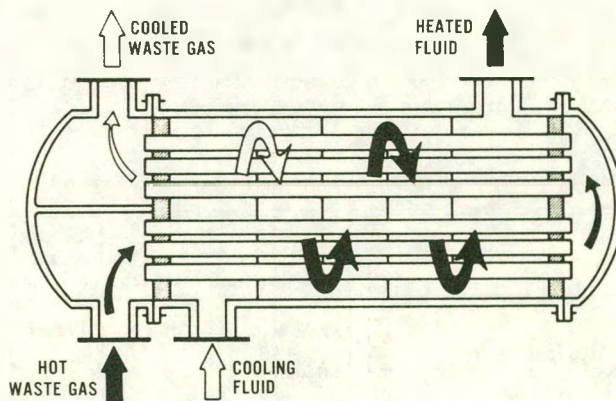 COOLED
WASTE GAS
HEATED
FLUID
HOT
WASTE GAS
COOLING
FLUID